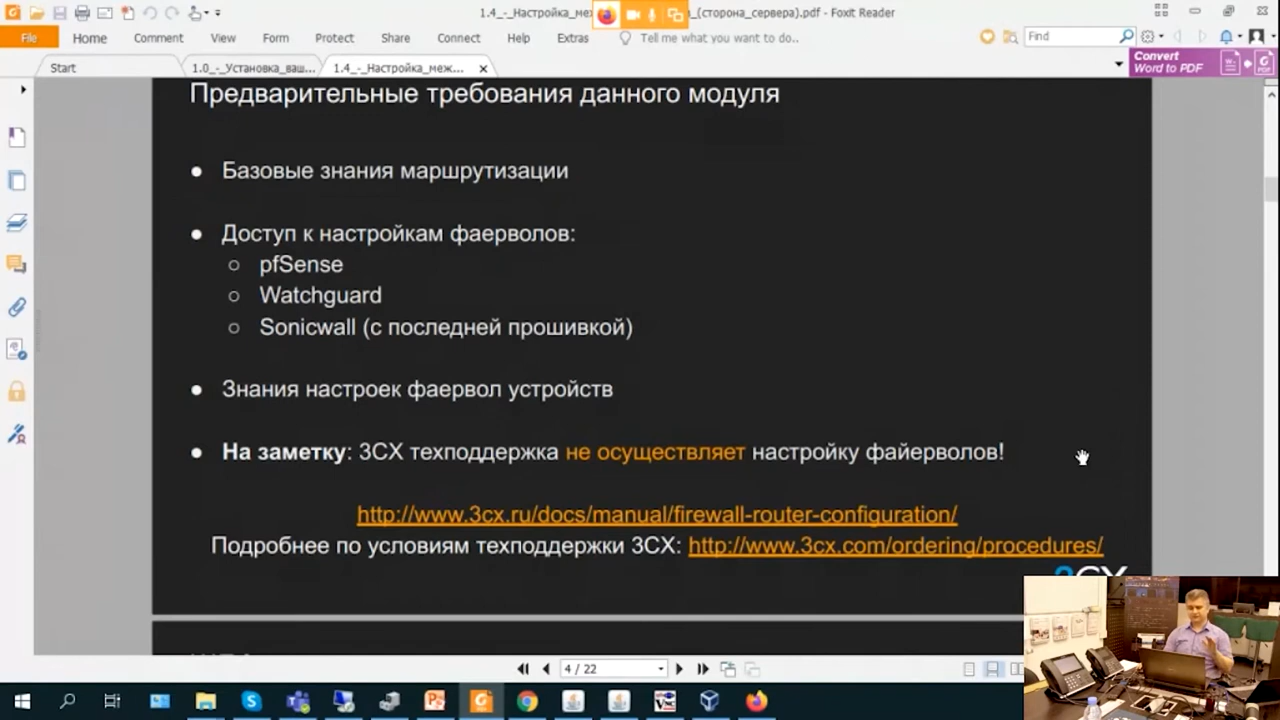 1.4_-_Настройка_ме
_(сторона_сервера).pdf - Foxit Reader
File
Home
Comment
View
Form
Protect
Share
Connect
Help
Extras
Tell me what you want to do..
Find
Start
1.0_-_Установка_ваш...
1.4_-_Настройка_меж...
Convert
Word to PDF
Предварительные требования данного модуля
● Базовые знания маршрутизации
● Доступ к настройкам фаерволов:
○ pfSense
○ Watchguard
○ Sonicwall (с последней прошивкой)
● Знания настроек фаервол устройств
● На заметку: 3CX техподдержка не осуществляет настройку файерволов!
http://www.3cx.ru/docs/manual/firewall-router-configuration/
Подробнее по условиям техподдержки 3CX: http://www.3cx.com/ordering/procedures/
3CX
4 / 22